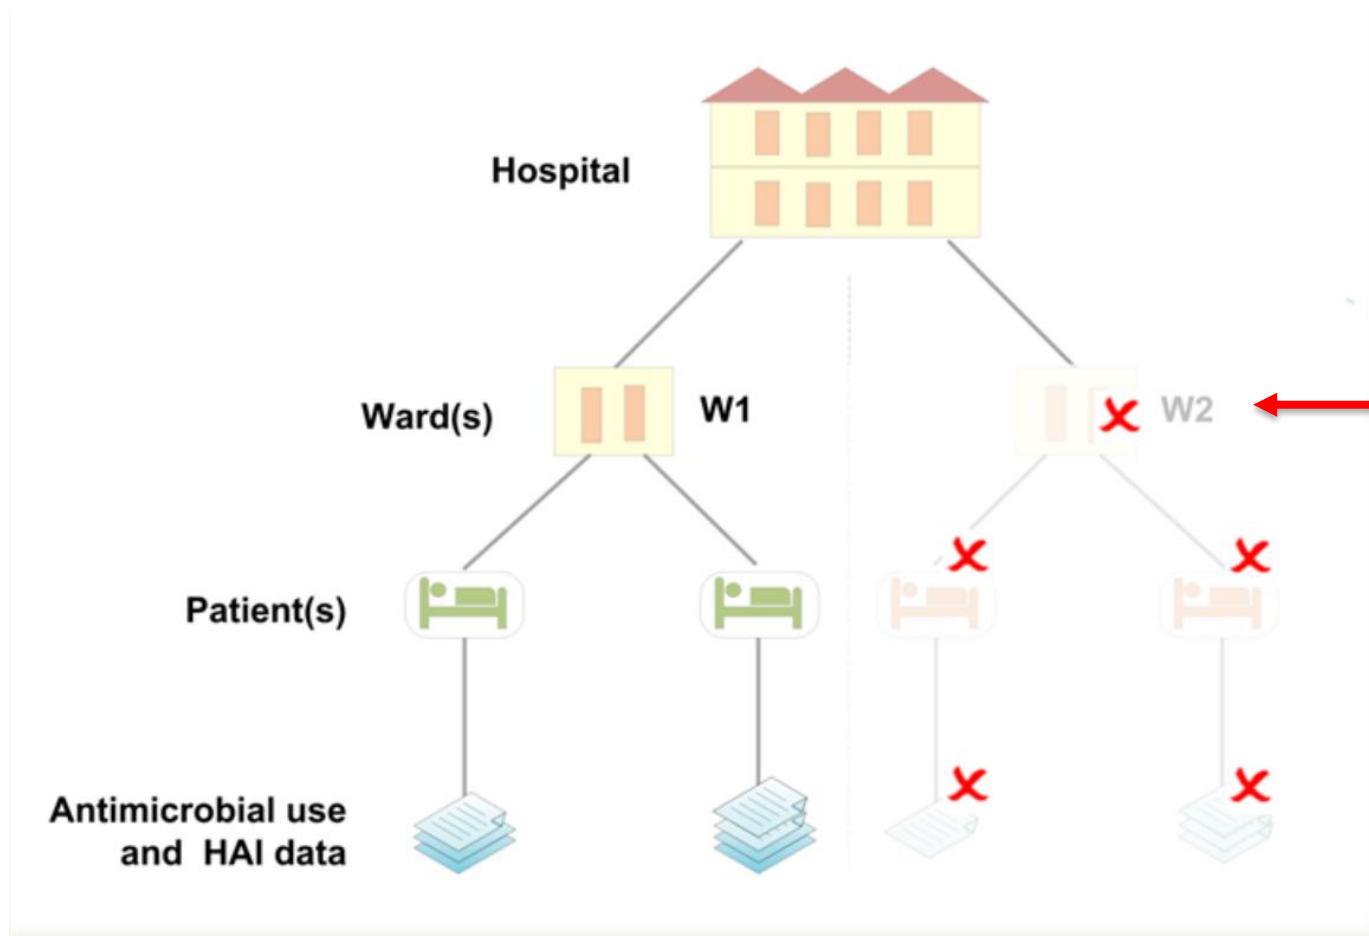 Hospital
Ward(s)
W1
W2
Patient(s)
Antimicrobial use
and HAI data